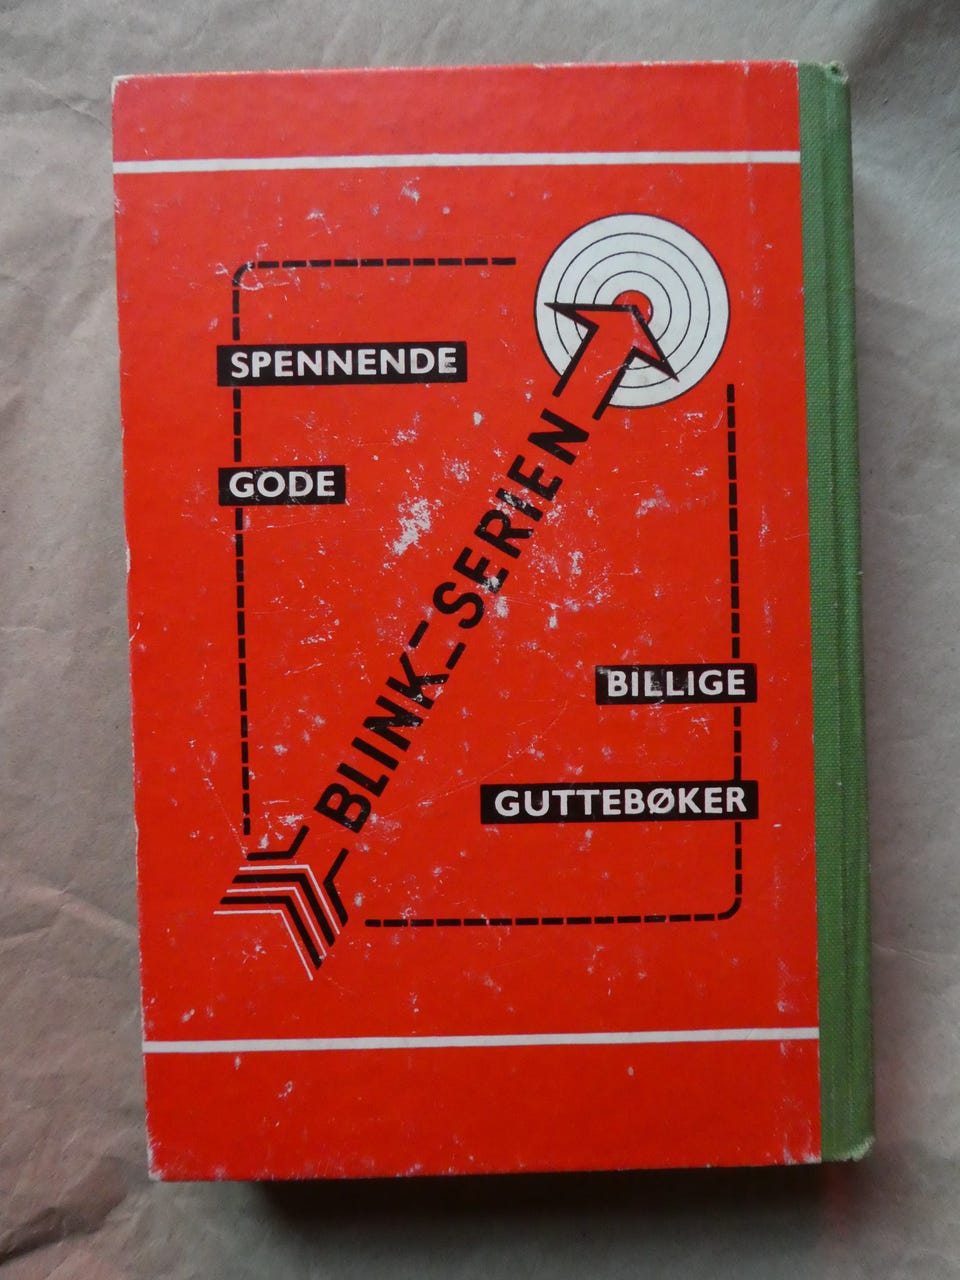 SPENNENDE
GODE
BLINK-SERIEN
BILLIGE
GUTTEBØKER